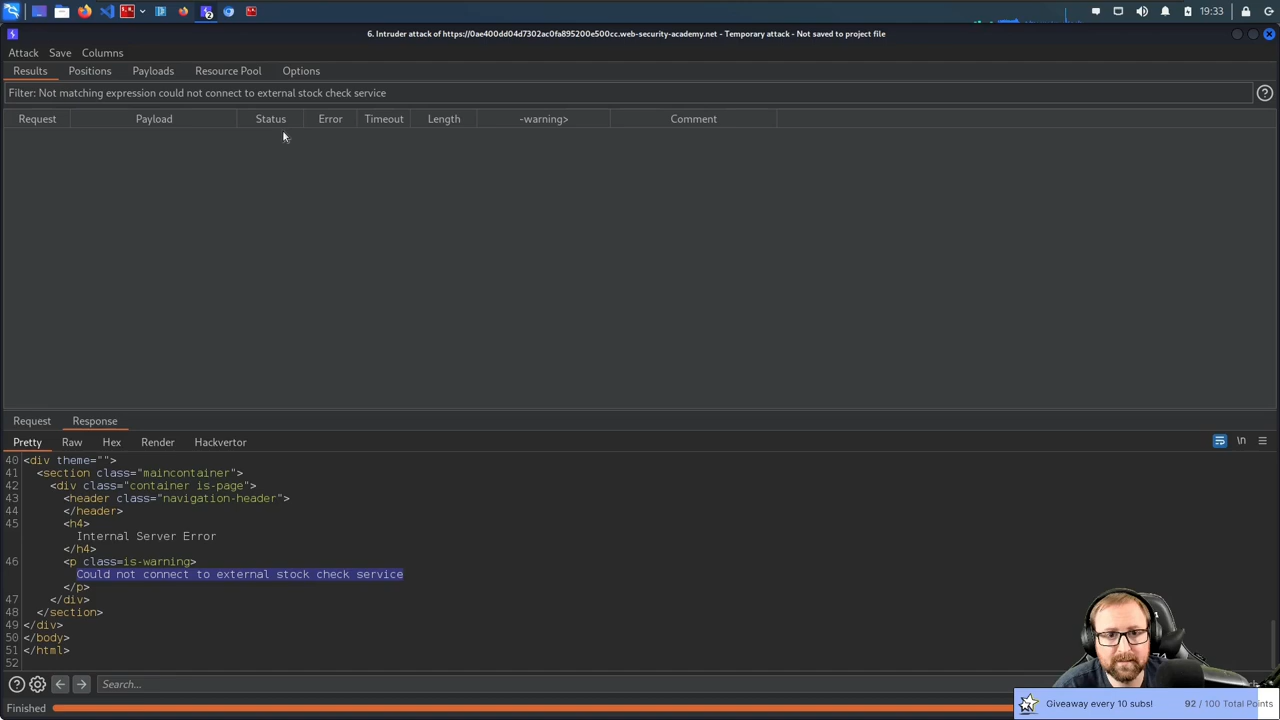 19:33
6. Intruder attack of https://0ae400dd04d7302ac0fa895200e500cc.web-security-academy.net - Temporary attack - Not saved to project file
Attack Save Columns
Results Positions Payloads Resource Pool Options
Filter: Not matching expression could not connect to external stock check service
Request Payload Status Error Timeout Length -warning> Comment
Request Response
Pretty Raw Hex Render Hackvertor
\n
40 <div theme="">
41 <section class="maincontainer">
42 <div class="container is-page">
43 <header class="navigation-header">
44 </header>
45 <h4>
Internal Server Error
</h4>
46 <p class=is-warning>
Could not connect to external stock check service
</p>
47 </div>
48 </section>
49 </div>
50 </body>
51 </html>
52
Search...
Finished
Giveaway every 10 subs! 92 / 100 Total Points